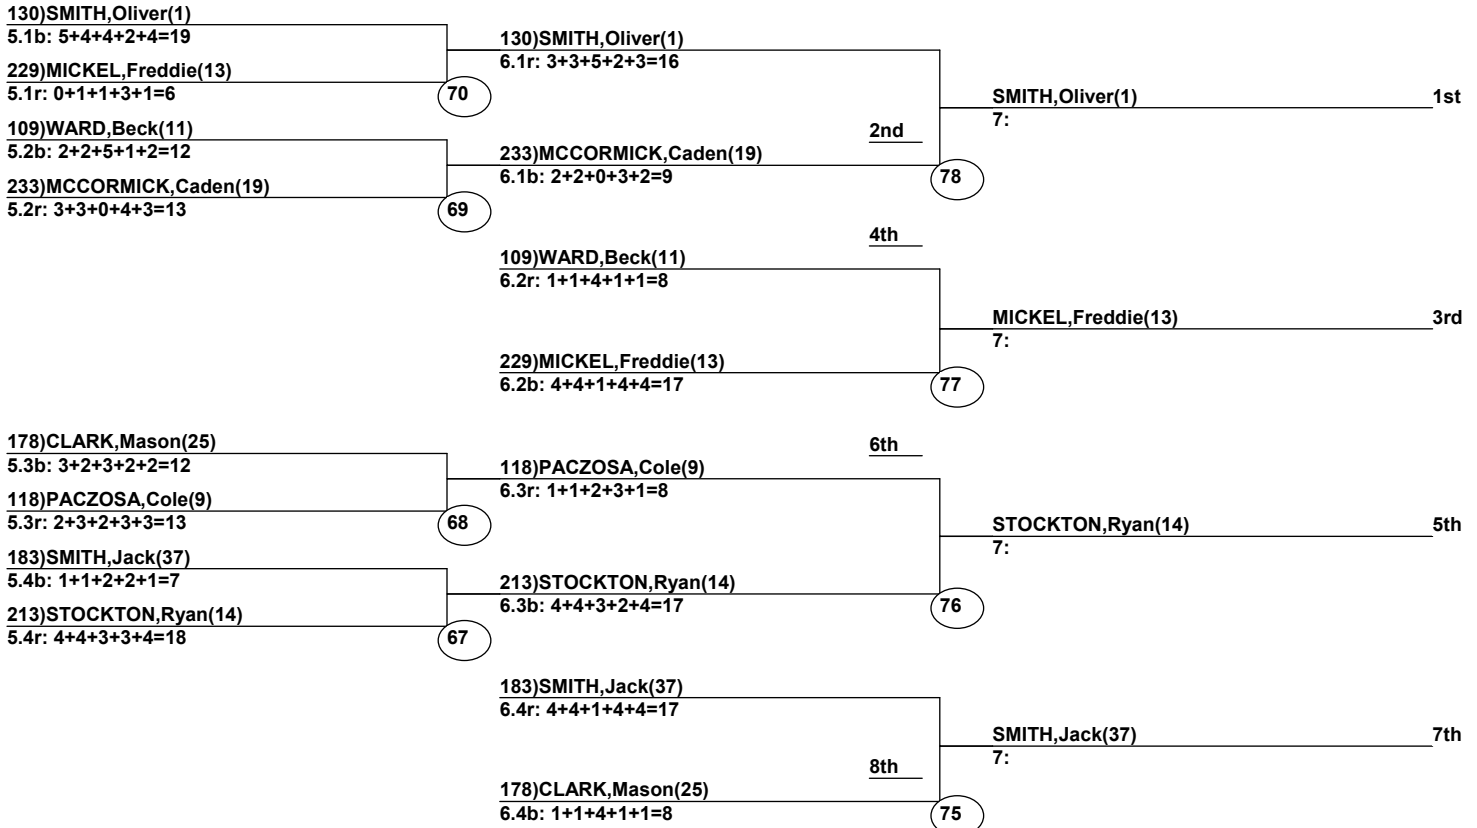 130)SMITH,Oliver(1)
5.1b: 5+4+4+2+4=19
229)MICKEL,Freddie(13)
5.1r: 0+1+1+3+1=6
70
109)WARD,Beck(11)
5.2b: 2+2+5+1+2=12
233)MCCORMICK,Caden(19)
5.2r: 3+3+0+4+3=13
69
178)CLARK,Mason(25)
5.3b: 3+2+3+2+2=12
118)PACZOSA,Cole(9)
5.3r: 2+3+2+3+3=13
68
183)SMITH,Jack(37)
5.4b: 1+1+2+2+1=7
213)STOCKTON,Ryan(14)
5.4r: 4+4+3+3+4=18
67
130)SMITH,Oliver(1)
6.1r: 3+3+5+2+3=16
2nd
233)MCCORMICK,Caden(19)
6.1b: 2+2+0+3+2=9
78
4th
109)WARD,Beck(11)
6.2r: 1+1+4+1+1=8
229)MICKEL,Freddie(13)
6.2b: 4+4+1+4+4=17
77
6th
118)PACZOSA,Cole(9)
6.3r: 1+1+2+3+1=8
213)STOCKTON,Ryan(14)
6.3b: 4+4+3+2+4=17
76
183)SMITH,Jack(37)
6.4r: 4+4+1+4+4=17
8th
178)CLARK,Mason(25)
6.4b: 1+1+4+1+1=8
75
SMITH,Oliver(1) 1st
7:
MICKEL,Freddie(13) 3rd
7:
STOCKTON,Ryan(14) 5th
7:
SMITH,Jack(37) 7th
7: